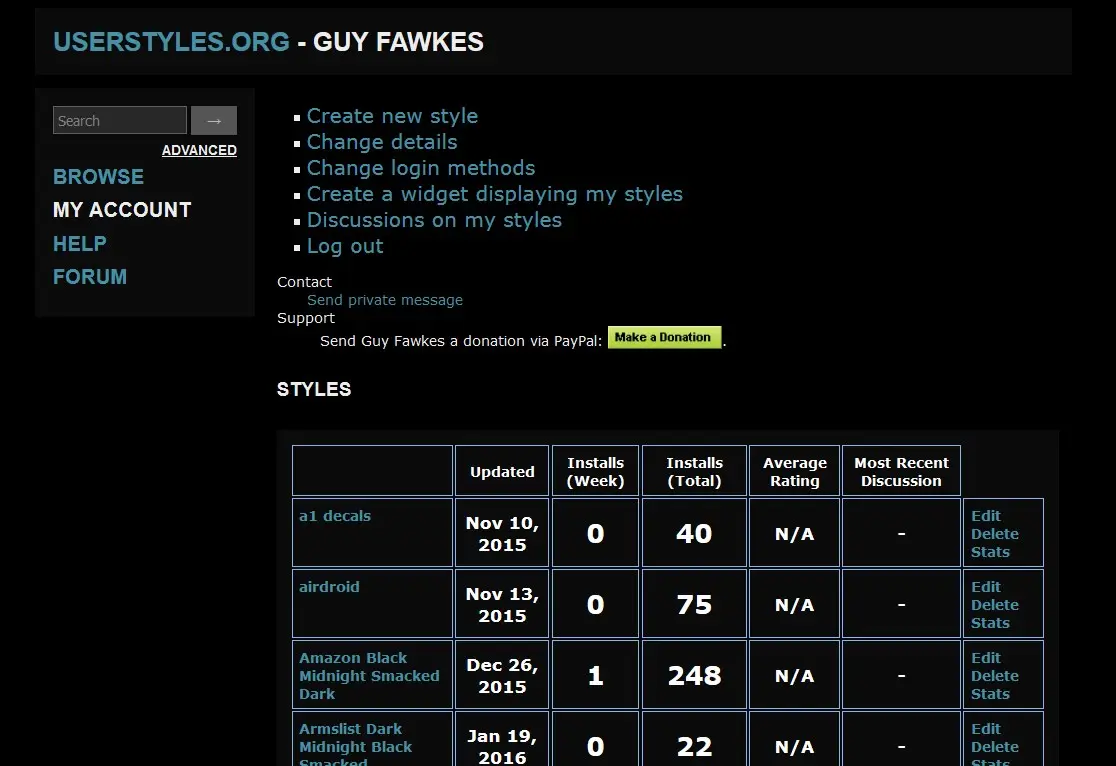 USERSTYLES.ORG - GUY FAWKES
Search →
ADVANCED
BROWSE
MY ACCOUNT
HELP
FORUM
Create new style
Change details
Change login methods
Create a widget displaying my styles
Discussions on my styles
Log out
Contact
Send private message
Support
Send Guy Fawkes a donation via PayPal: Make a Donation .
STYLES
Updated
Installs (Week)
Installs (Total)
Average Rating
Most Recent Discussion
a1 decals
Nov 10, 2015
0
40
N/A
-
Edit
Delete
Stats
airdroid
Nov 13, 2015
0
75
N/A
-
Edit
Delete
Stats
Amazon Black
Midnight Smacked
Dark
Dec 26, 2015
1
248
N/A
-
Edit
Delete
Stats
Armslist Dark
Midnight Black
Smacked
Jan 19, 2016
0
22
N/A
-
Edit
Delete
Stats